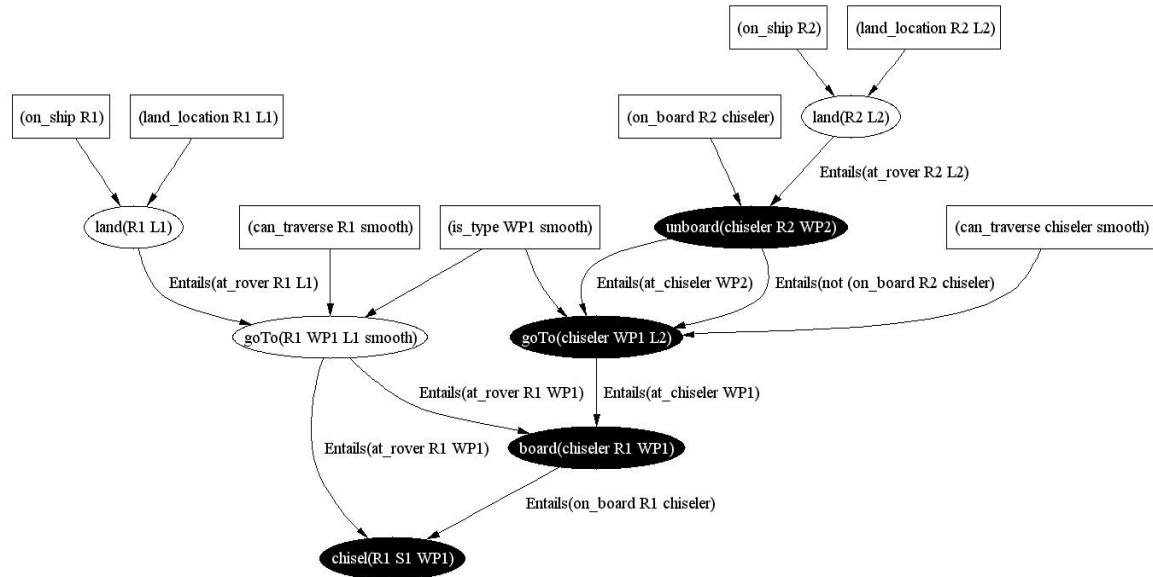 (on_ship R2)
(land_location R2 L2)
(on_ship R1)
(land_location R1 L1)
(on_board R2 chiseler)
land(R2 L2)
Entails(at_rover R2 L2)
land(R1 L1)
(can_traverse R1 smooth)
(is_type WP1 smooth)
unboard(chiseler R2 WP2)
(can_traverse chiseler smooth)
Entails(at_rover R1 L1)
Entails(at_chiseler WP2)
Entails(not (on_board R2 chiseler)
goTo(R1 WP1 L1 smooth)
goTo(chiseler WP1 L2)
Entails(at_rover R1 WP1)
Entails(at_chiseler WP1)
Entails(at_rover R1 WP1)
board(chiseler R1 WP1)
Entails(on_board R1 chiseler)
chisel(R1 S1 WP1)